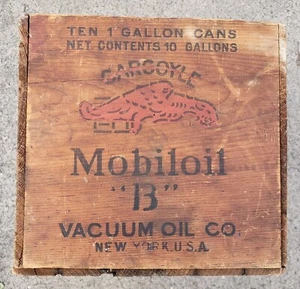 TEN 1 GALLON CANS
NET CONTENTS 10 GALLONS
GARGOYLE
Mobiloil
"B"
VACUUM OIL CO.
NEW YORK.U.S.A.